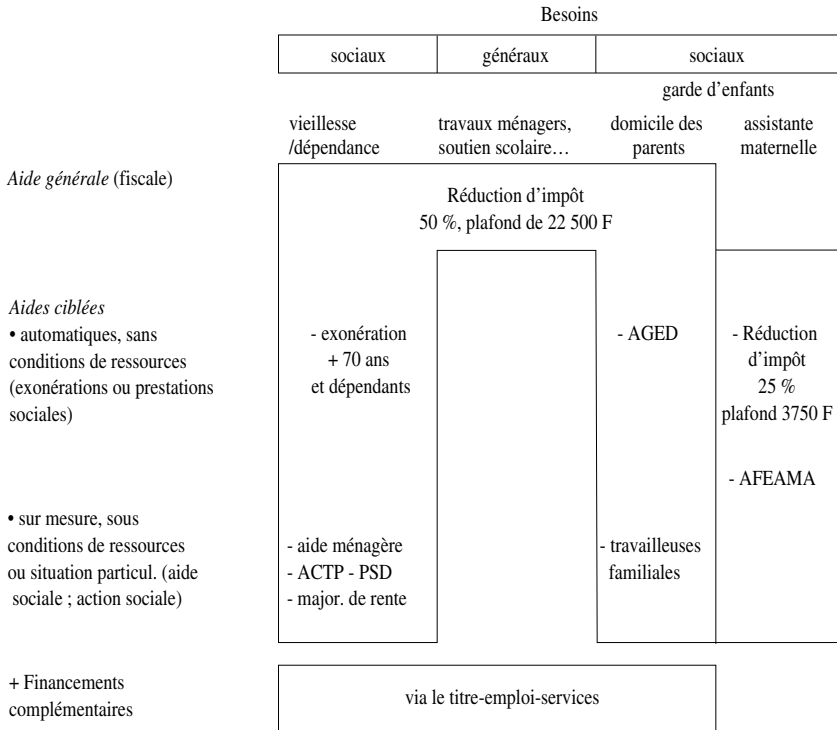 Besoins
sociaux généraux sociaux
garde d'enfants
vieillesse travaux ménagers, domicile des assistante
/dépendance soutien scolaire… parents maternelle
Aide générale (fiscale)
Réduction d'impôt
50 %, plafond de 22 500 F
Aides ciblées
• automatiques, sans - exonération - AGED - Réduction
conditions de ressources + 70 ans d'impôt
(exonérations ou prestations et dépendants 25 %
sociales) plafond 3750 F
- AFEAMA
• sur mesure, sous
conditions de ressources - aide ménagère - travailleuses
ou situation particul. (aide - ACTP - PSD familiales
sociale ; action sociale) - major. de rente
+ Financements
complémentaires via le titre-emploi-services